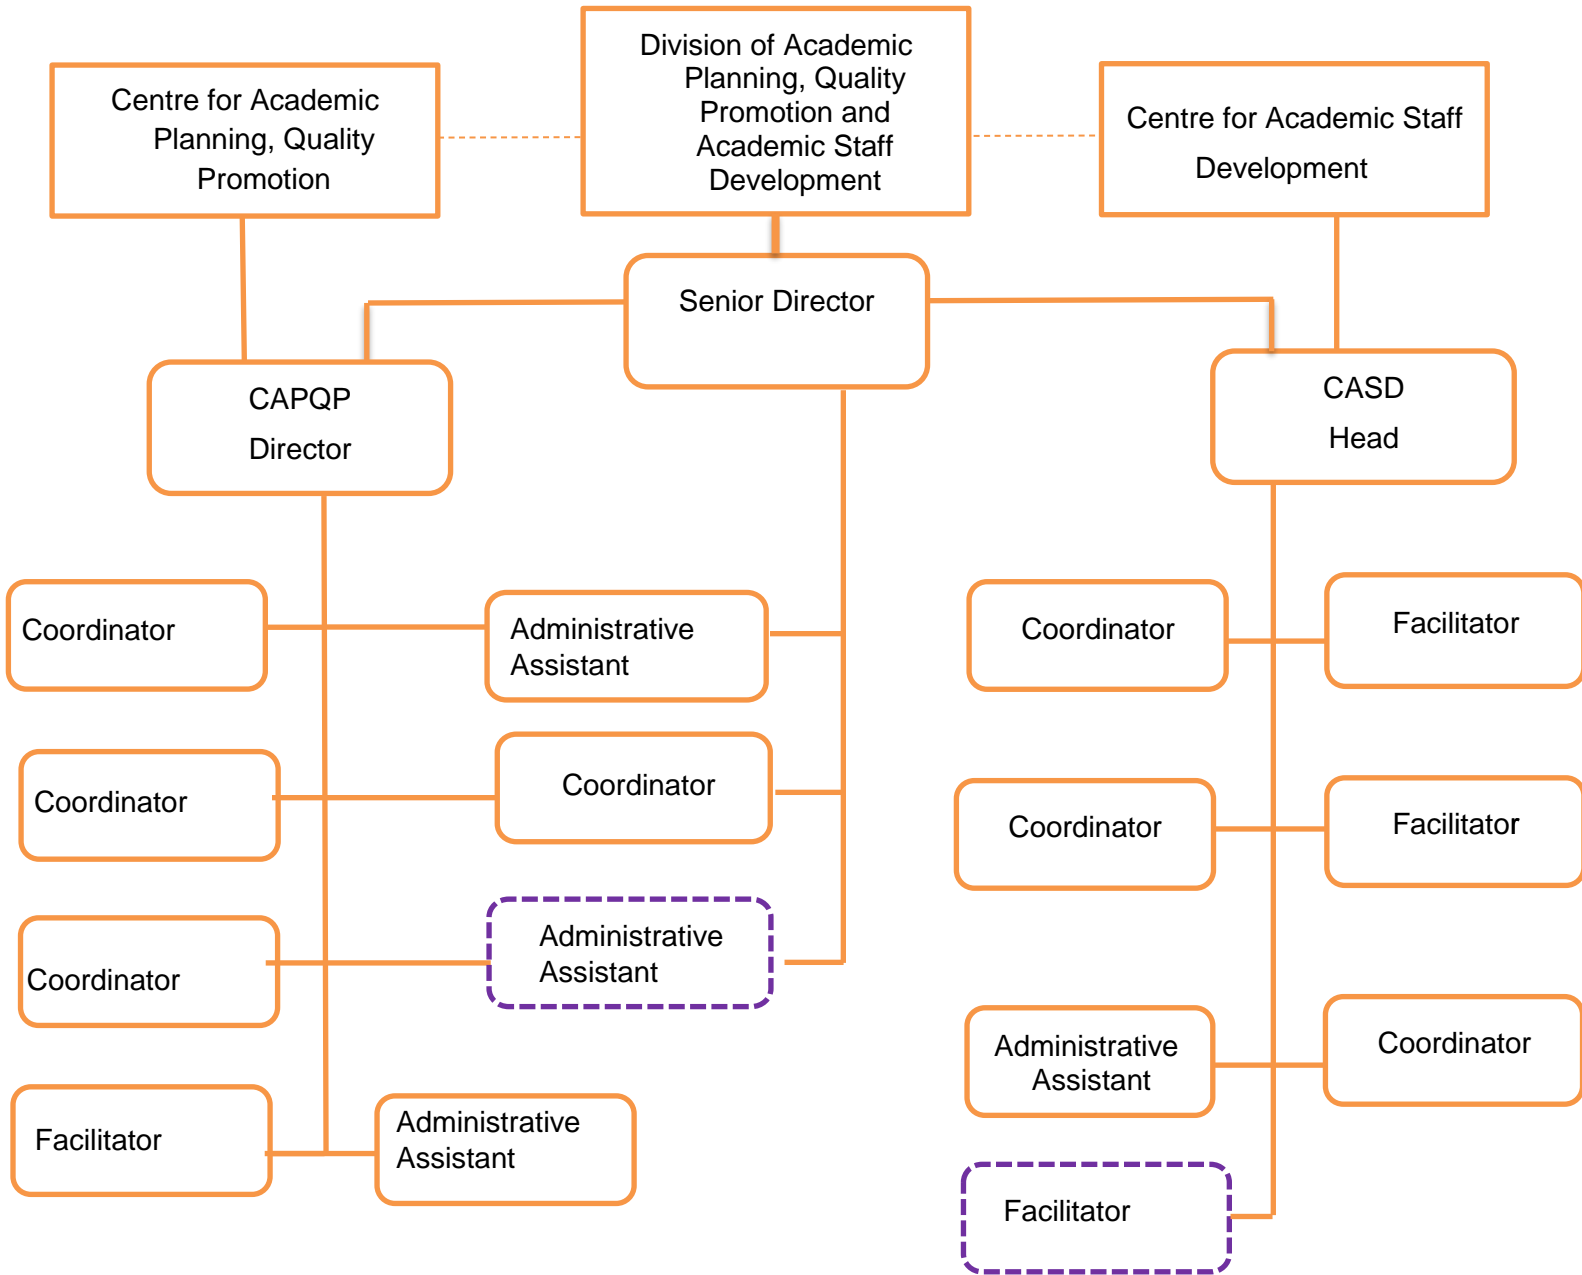 Division of Academic
Planning, Quality
Promotion and
Academic Staff
Development
Centre for Academic
Planning, Quality
Promotion
Centre for Academic Staff
Development
Senior Director
CAPQP
Director
CASD
Head
Coordinator
Administrative
Assistant
Coordinator
Facilitator
Coordinator
Coordinator
Coordinator
Facilitator
Coordinator
Administrative
Assistant
Administrative
Assistant
Coordinator
Facilitator
Administrative
Assistant
Facilitator